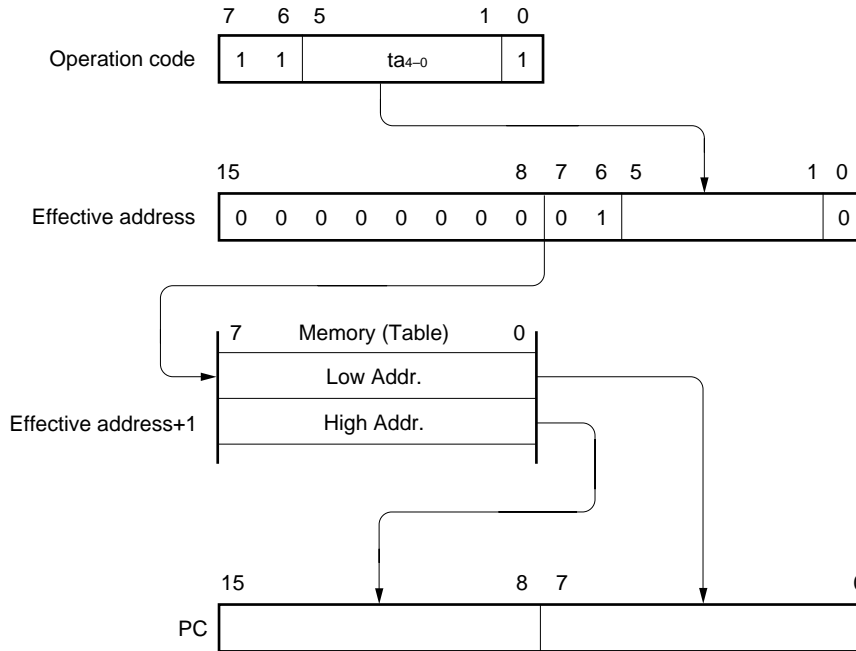 7 6 5 1 0
Operation code 1 1 ta4–0 1
15 8 7 6 5 1 0
Effective address 0 0 0 0 0 0 0 0 0 1 0
7 Memory (Table) 0
Low Addr.
Effective address+1 High Addr.
15 8 7
PC